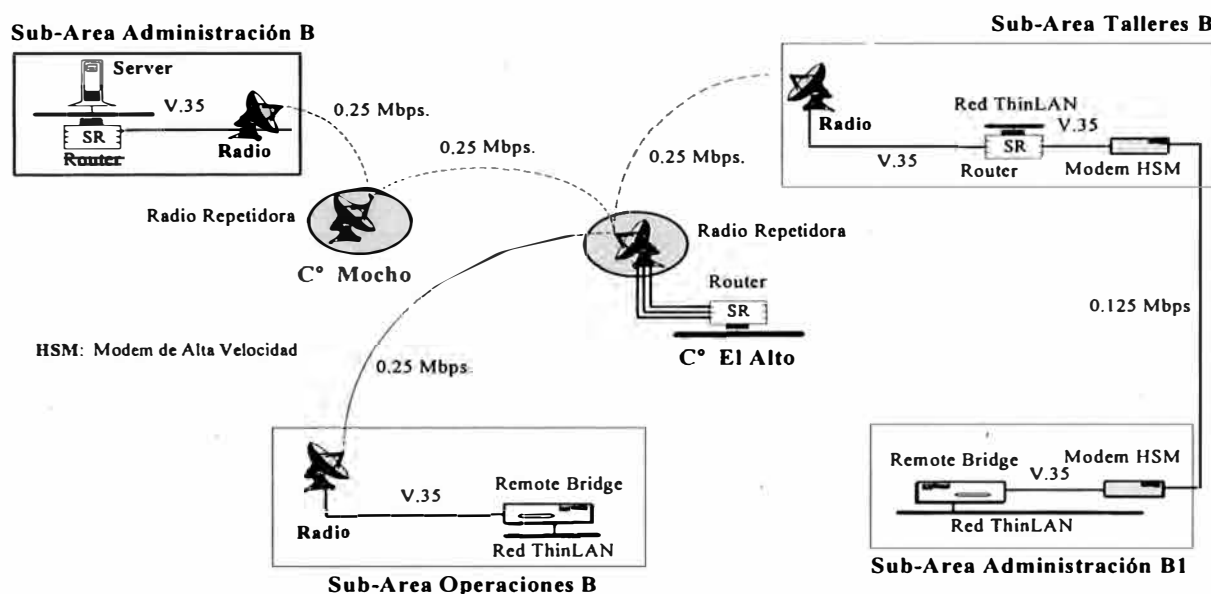 Sub-Area Administración B
Server
V.35
SR
Router
Radio
0.25 Mbps.
Radio Repetidora
C° Mocho
0.25 Mbps.
0.25 Mbps.
Radio Repetidora
Router
SR
C° El Alto
Sub-Area Talleres B
Radio
V.35
Red ThinLAN
V.35
SR
Router
Modem HSM
0.125 Mbps
HSM: Modem de Alta Velocidad
0.25 Mbps
Radio
V.35
Remote Bridge
Red ThinLAN
Sub-Area Operaciones B
Remote Bridge
V.35
Modem HSM
Red ThinLAN
Sub-Area Administración B1